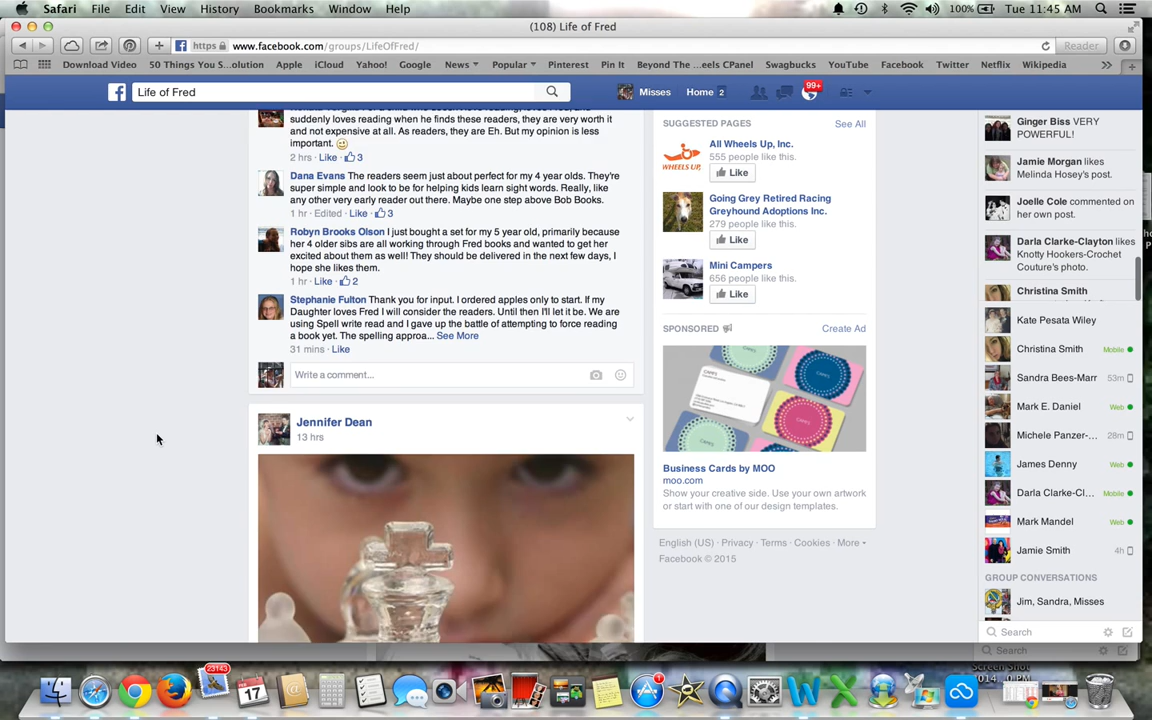 Safari File Edit View History Bookmarks Window Help 100% Tue 11:45 AM
(108) Life of Fred
https www.facebook.com/groups/LifeOfFred/ Reader
Download Video 50 Things You S...olution Apple iCloud Yahoo! Google News Popular Pinterest Pin It Beyond The ...eels CPanel Swagbucks YouTube Facebook Twitter Netflix Wikipedia
Life of Fred Misses Home 2 99+
suddenly loves reading when he finds these readers, they are very worth it
and not expensive at all. As readers, they are Eh. But my opinion is less
important.
2 hrs · Like · 3
Dana Evans The readers seem just about perfect for my 4 year olds. They're
super simple and look to be for helping kids learn sight words. Really, like
any other very early reader out there. Maybe one step above Bob Books.
1 hr · Edited · Like · 3
Robyn Brooks Olson I just bought a set for my 5 year old, primarily because
her 4 older sibs are all working through Fred books and wanted to get her
excited about them as well! They should be delivered in the next few days, I
hope she likes them.
1 hr · Like · 2
Stephanie Fulton Thank you for input. I ordered apples only to start. If my
Daughter loves Fred I will consider the readers. Until then I'll let it be. We are
using Spell write read and I gave up the battle of attempting to force reading
a book yet. The spelling approa... See More
31 mins · Like
Write a comment...
Jennifer Dean
13 hrs
SUGGESTED PAGES See All
All Wheels Up, Inc.
555 people like this.
Like
WHEELS UP
Going Grey Retired Racing
Greyhound Adoptions Inc.
279 people like this.
Like
Mini Campers
656 people like this.
Like
SPONSORED Create Ad
Business Cards by MOO
moo.com
Show your creative side. Use your own artwork
or start with one of our design templates.
English (US) · Privacy · Terms · Cookies · More
Facebook © 2015
Ginger Biss VERY
POWERFUL!
Jamie Morgan likes
Melinda Hosey's post.
Joelle Cole commented on
her own post.
Darla Clarke-Clayton likes
Knotty Hookers-Crochet
Couture's photo.
Christina Smith
Kate Pesata Wiley
Christina Smith Mobile
Sandra Bees-Marr 53m
Mark E. Daniel Web
Michele Panzer-... 28m
James Denny Web
Darla Clarke-Cl... Mobile
Mark Mandel Web
Jamie Smith 4h
GROUP CONVERSATIONS
Jim, Sandra, Misses
Search
Search
Screen Shot
23143
17
1